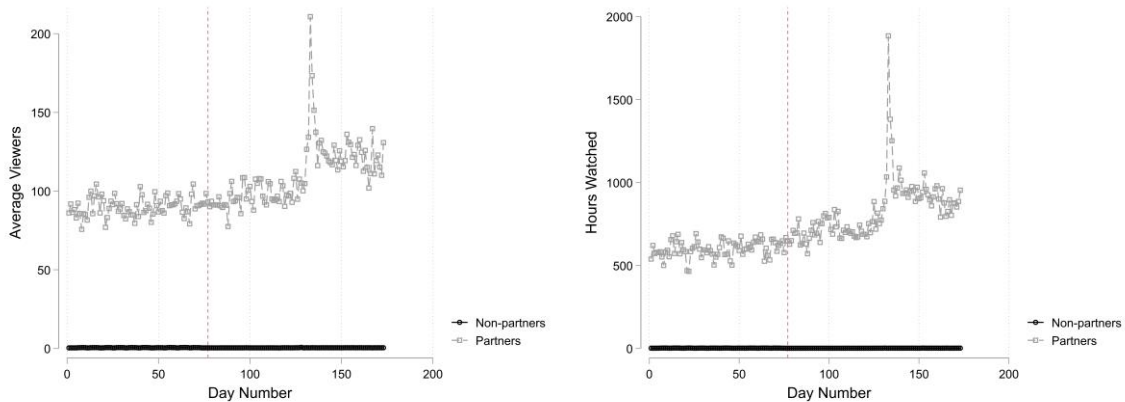 Average Viewers
200
150
100
50
0
0 50 100 150 200
Day Number
Non-partners
Partners
Hours Watched
2000
1500
1000
500
0
0 50 100 150 200
Day Number
Non-partners
Partners